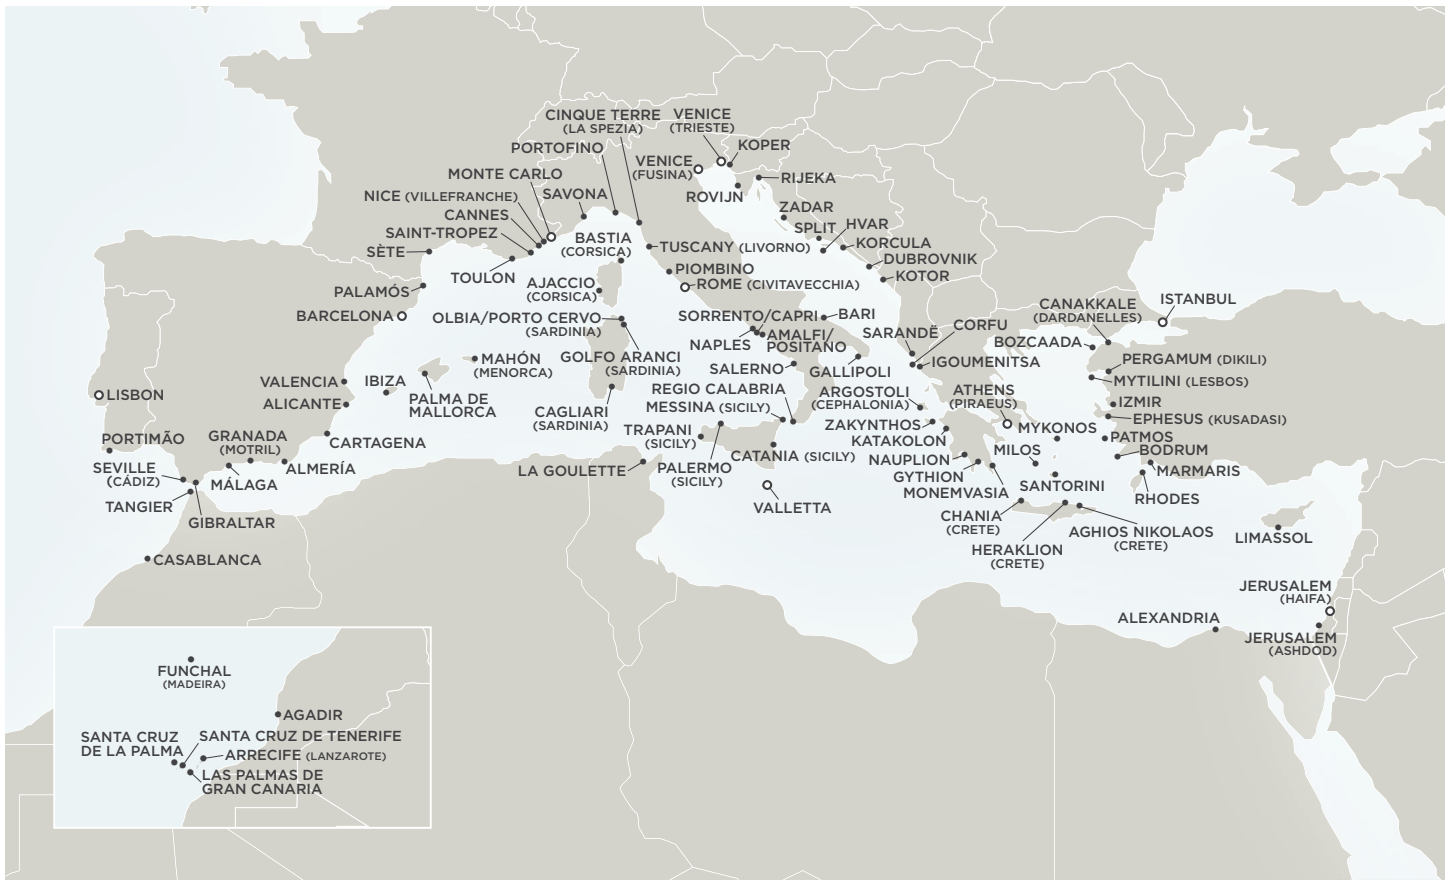 CINQUE TERRE
(LA SPEZIA)
VENICE
(TRIESTE)
PORTOFINO
KOPER
VENICE
(FUSINA)
MONTE CARLO
RIJEKA
NICE (VILLEFRANCHE)
SAVONA
ROVIJN
CANNES
ZADAR
SAINT-TROPEZ
SPLIT
HVAR
BASTIA
(CORSICA)
TUSCANY (LIVORNO)
KORCULA
SÈTE
DUBROVNIK
TOULON
PIOMBINO
KOTOR
AJACCIO
(CORSICA)
ROME (CIVITAVECCHIA)
PALAMÓS
BARCELONA
OLBIA/PORTO CERVO
(SARDINIA)
SORRENTO/CAPRI
BARI
CANAKKALE
(DARDANELLES)
ISTANBUL
NAPLES
AMALFI/
POSITANO
SARANDË
CORFU
BOZCAADA
MAHÓN
(MENORCA)
GOLFO ARANCI
(SARDINIA)
SALERNO
GALLIPOLI
IGOUMENITSA
PERGAMUM (DIKILI)
VALENCIA
IBIZA
MYTILINI (LESBOS)
LISBON
PALMA DE
MALLORCA
REGIO CALABRIA
ARGOSTOLI
(CEPHALONIA)
ATHENS
(PIRAEUS)
ALICANTE
CAGLIARI
(SARDINIA)
MESSINA (SICILY)
IZMIR
EPHESUS (KUSADASI)
TRAPANI
(SICILY)
ZAKYNTHOS
MYKONOS
PORTIMÃO
GRANADA
(MOTRIL)
CARTAGENA
KATAKOLON
PATMOS
MILOS
BODRUM
CATANIA (SICILY)
NAUPLION
SEVILLE
(CÁDIZ)
MÁLAGA
ALMERÍA
LA GOULETTE
PALERMO
(SICILY)
GYTHION
MARMARIS
MONEMVASIA
SANTORINI
RHODES
TANGIER
GIBRALTAR
VALLETTA
CHANIA
(CRETE)
AGHIOS NIKOLAOS
(CRETE)
LIMASSOL
HERAKLION
(CRETE)
CASABLANCA
JERUSALEM
(HAIFA)
ALEXANDRIA
JERUSALEM
(ASHDOD)
FUNCHAL
(MADEIRA)
AGADIR
SANTA CRUZ
DE LA PALMA
SANTA CRUZ DE TENERIFE
ARRECIFE (LANZAROTE)
LAS PALMAS DE
GRAN CANARIA